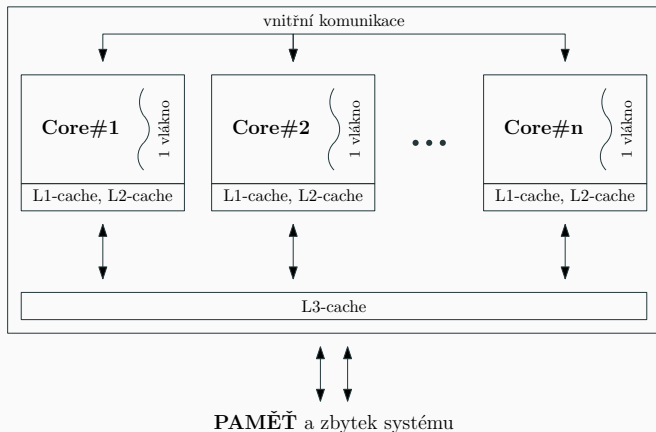 vnitřní komunikace
Core#1
1 vlákno
L1-cache, L2-cache
Core#2
1 vlákno
L1-cache, L2-cache
...
Core#n
1 vlákno
L1-cache, L2-cache
L3-cache
PAMĚŤ a zbytek systému